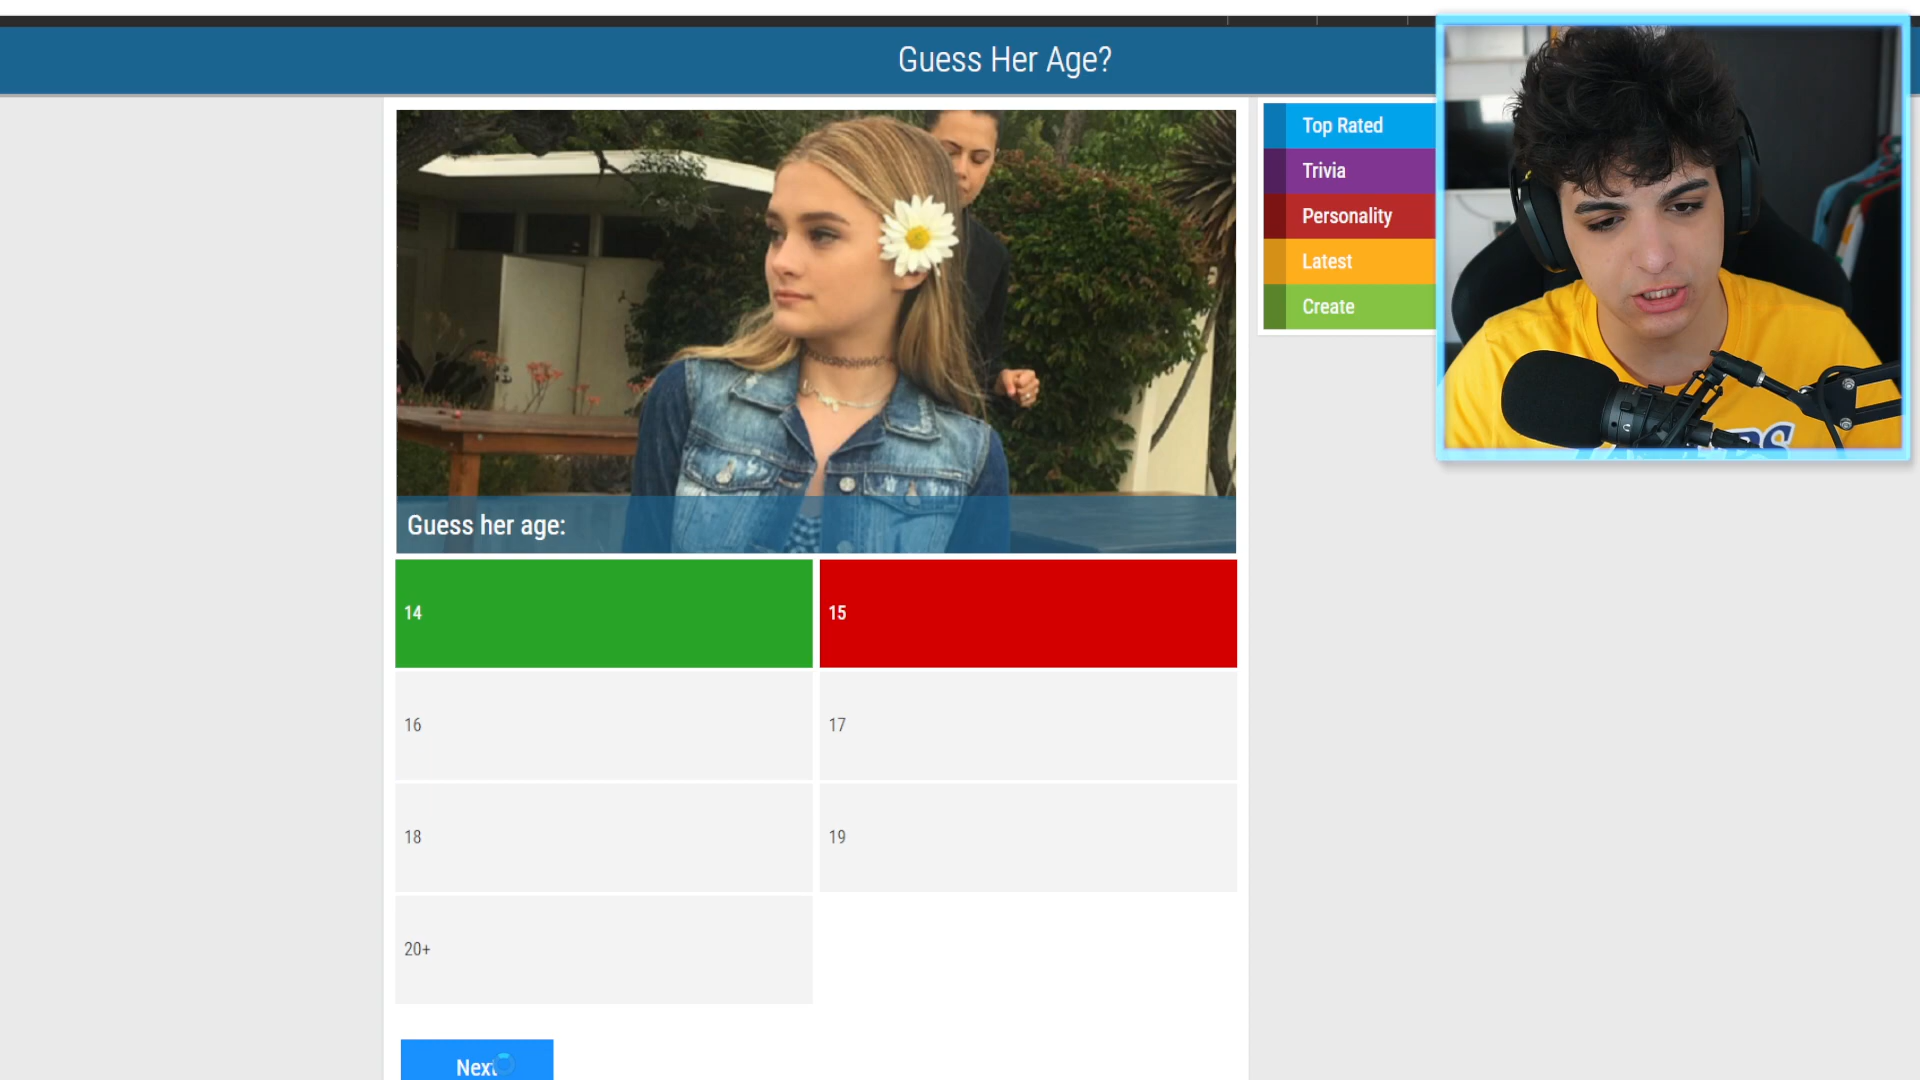 Guess Her Age?
Top Rated
Trivia
Personality
Latest
Create
Guess her age:
14
15
16
17
18
19
20+
Next